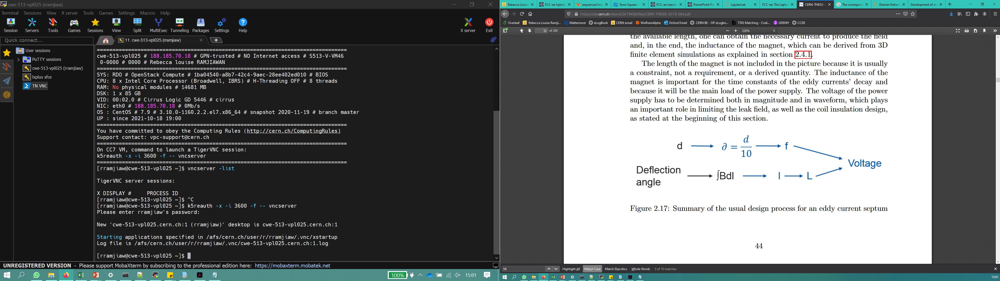 cwe-513-vpl025 (rramjiaw)
Terminal Sessions View X server Tools Games Settings Macros Help
Session Servers Tools Games Sessions View Split MultiExec Tunneling Packages Settings Help X server Exit
Quick connect...
11. cwe-513-vpl025 (rramjiaw)
User sessions
PuTTY sessions
cwe-513-vpl025 (rramjiaw)
lxplus xfce
TN VNC
================================================================================
cwe-513-vpl025 # 188.185.70.18 # GPN-trusted # NO Internet access # S513-V-VM46
0-0000 # 0000 # Rebecca louise RAMJIAWAN
================================================================================
SYS: RDO # OpenStack Compute # 1ba04540-a8b7-42c4-9aec-28ee402ed010 # BIOS
CPU: 8 x Intel Core Processor (Broadwell, IBRS) # H-Threading OFF # 8 threads
RAM: No physical modules # 14681 MB
DSK: 1 x 85 GB
VID: 00:02.0 # Cirrus Logic GD 5446 # cirrus
NIC: eth0 # 188.185.70.18 # 0Mb/s
OS : CentOS # 7.9 # 3.10.0-1160.2.2.el7.x86_64 # snapshot 2020-11-19 # branch master
UP : since 2021-10-18 19:00
================================================================================
You have committed to obey the Computing Rules (http://cern.ch/ComputingRules)
Support contact: vpc-support@cern.ch
================================================================================
On CC7 VM, command to launch a TigerVNC session:
k5reauth -x -i 3600 -f -- vncserver
================================================================================
[rramjiaw@cwe-513-vpl025 ~]$ vncserver -list
TigerVNC server sessions:
X DISPLAY # PROCESS ID
[rramjiaw@cwe-513-vpl025 ~]$ ^C
[rramjiaw@cwe-513-vpl025 ~]$ k5reauth -x -i 3600 -f -- vncserver
Please enter rramjiaw's password:
New 'cwe-513-vpl025.cern.ch:1 (rramjiaw)' desktop is cwe-513-vpl025.cern.ch:1
Starting applications specified in /afs/cern.ch/user/r/rramjiaw/.vnc/xstartup
Log file is /afs/cern.ch/user/r/rramjiaw/.vnc/cwe-513-vpl025.cern.ch:1.log
[rramjiaw@cwe-513-vpl025 ~]$
UNREGISTERED VERSION - Please support MobaXterm by subscribing to the professional edition here: https://mobaxterm.mobatek.net
100% 15:01
Rebecca Louise FCC-ee Injecto sequences/inst Town Square - FCC-ee injectio PowerPoint Pre JupyterLab FCC-ee: The Lepton CERN-THESIS-2 The correspond Elsevier Enhanc Development of an
https://cds.cern.ch/record/2679408/files/CERN-THESIS-2019-064.pdf
Overleaf Rebecca Louise Ramji... Mattermost eLogBook CERN email WolframAlpha Oxford Email CERN BE - OP eLogbo... TT43 Matching - Codi... UDEMY CCDE
52 of 288 220%
the available length, one can obtain the necessary current to produce the field
and, in the end, the inductance of the magnet, which can be derived from 3D
finite element simulations as explained in section 2.4.1.
The length of the magnet is not included in the picture because it is usually
a constraint, not a requirement, or a derived quantity. The inductance of the
magnet is important for the time constants of the eddy currents’ decay and
because it will be the main load of the power supply. The voltage of the power
supply has to be determined both in magnitude and in waveform, which plays
an important role in limiting the leak field, as well as the coil insulation design,
as stated at the beginning of this section.
d ∂ = d/10 f
Voltage
Deflection
angle ∫Bdl I L
Figure 2.17: Summary of the usual design process for an eddy current septum
44
NI Highlight All Match Case Match Diacritics Whole Words 3 of 16 matches
15:01